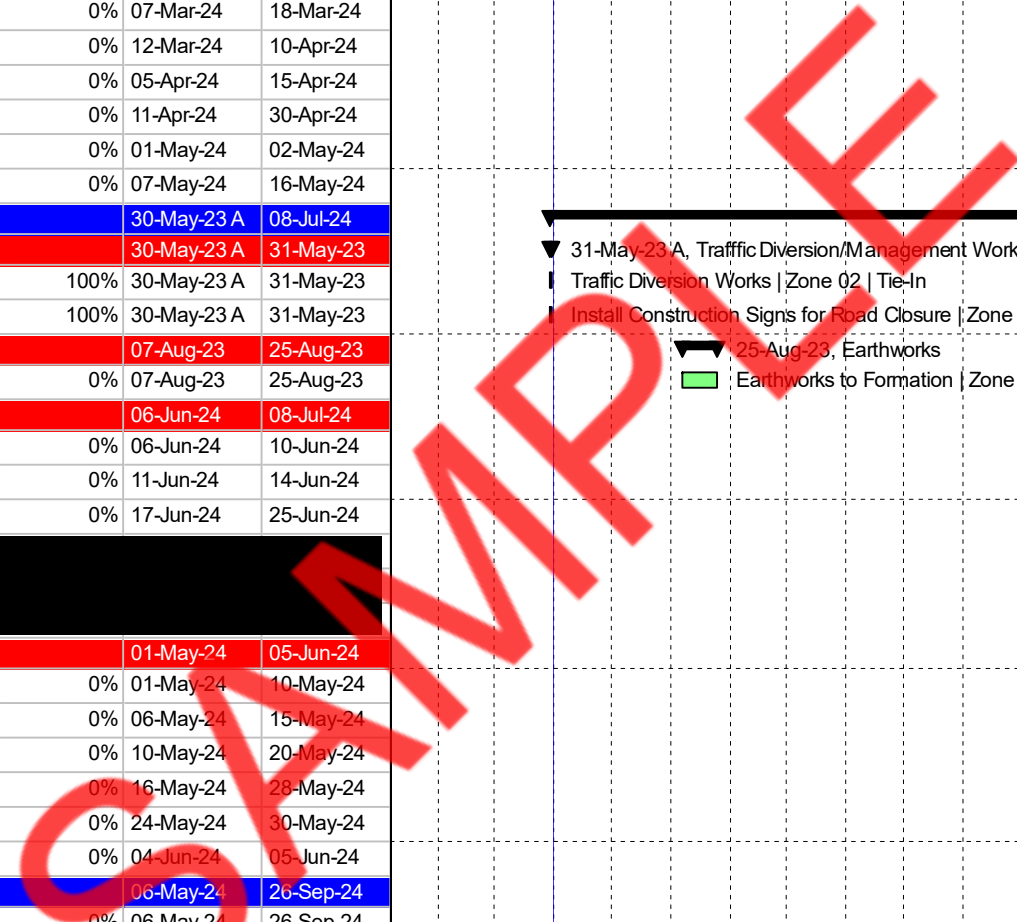 0% 07-Mar-24 18-Mar-24
0% 12-Mar-24 10-Apr-24
0% 05-Apr-24 15-Apr-24
0% 11-Apr-24 30-Apr-24
0% 01-May-24 02-May-24
0% 07-May-24 16-May-24
30-May-23 A 08-Jul-24
30-May-23 A 31-May-23 31-May-23 A, Trafffic Diversion/Management Work
100% 30-May-23 A 31-May-23 Traffic Diversion Works | Zone 02 | Tie-In
100% 30-May-23 A 31-May-23 Install Construction Signs for Road Closure | Zone
07-Aug-23 25-Aug-23 25-Aug-23, Earthworks
0% 07-Aug-23 25-Aug-23 Earthworks to Formation | Zone
06-Jun-24 08-Jul-24
0% 06-Jun-24 10-Jun-24
0% 11-Jun-24 14-Jun-24
0% 17-Jun-24 25-Jun-24
01-May-24 05-Jun-24
0% 01-May-24 10-May-24
0% 06-May-24 15-May-24
0% 10-May-24 20-May-24
0% 16-May-24 28-May-24
0% 24-May-24 30-May-24
0% 04-Jun-24 05-Jun-24
06-May-24 26-Sep-24
0% 06-May-24 26-Sep-24
SAMPLE